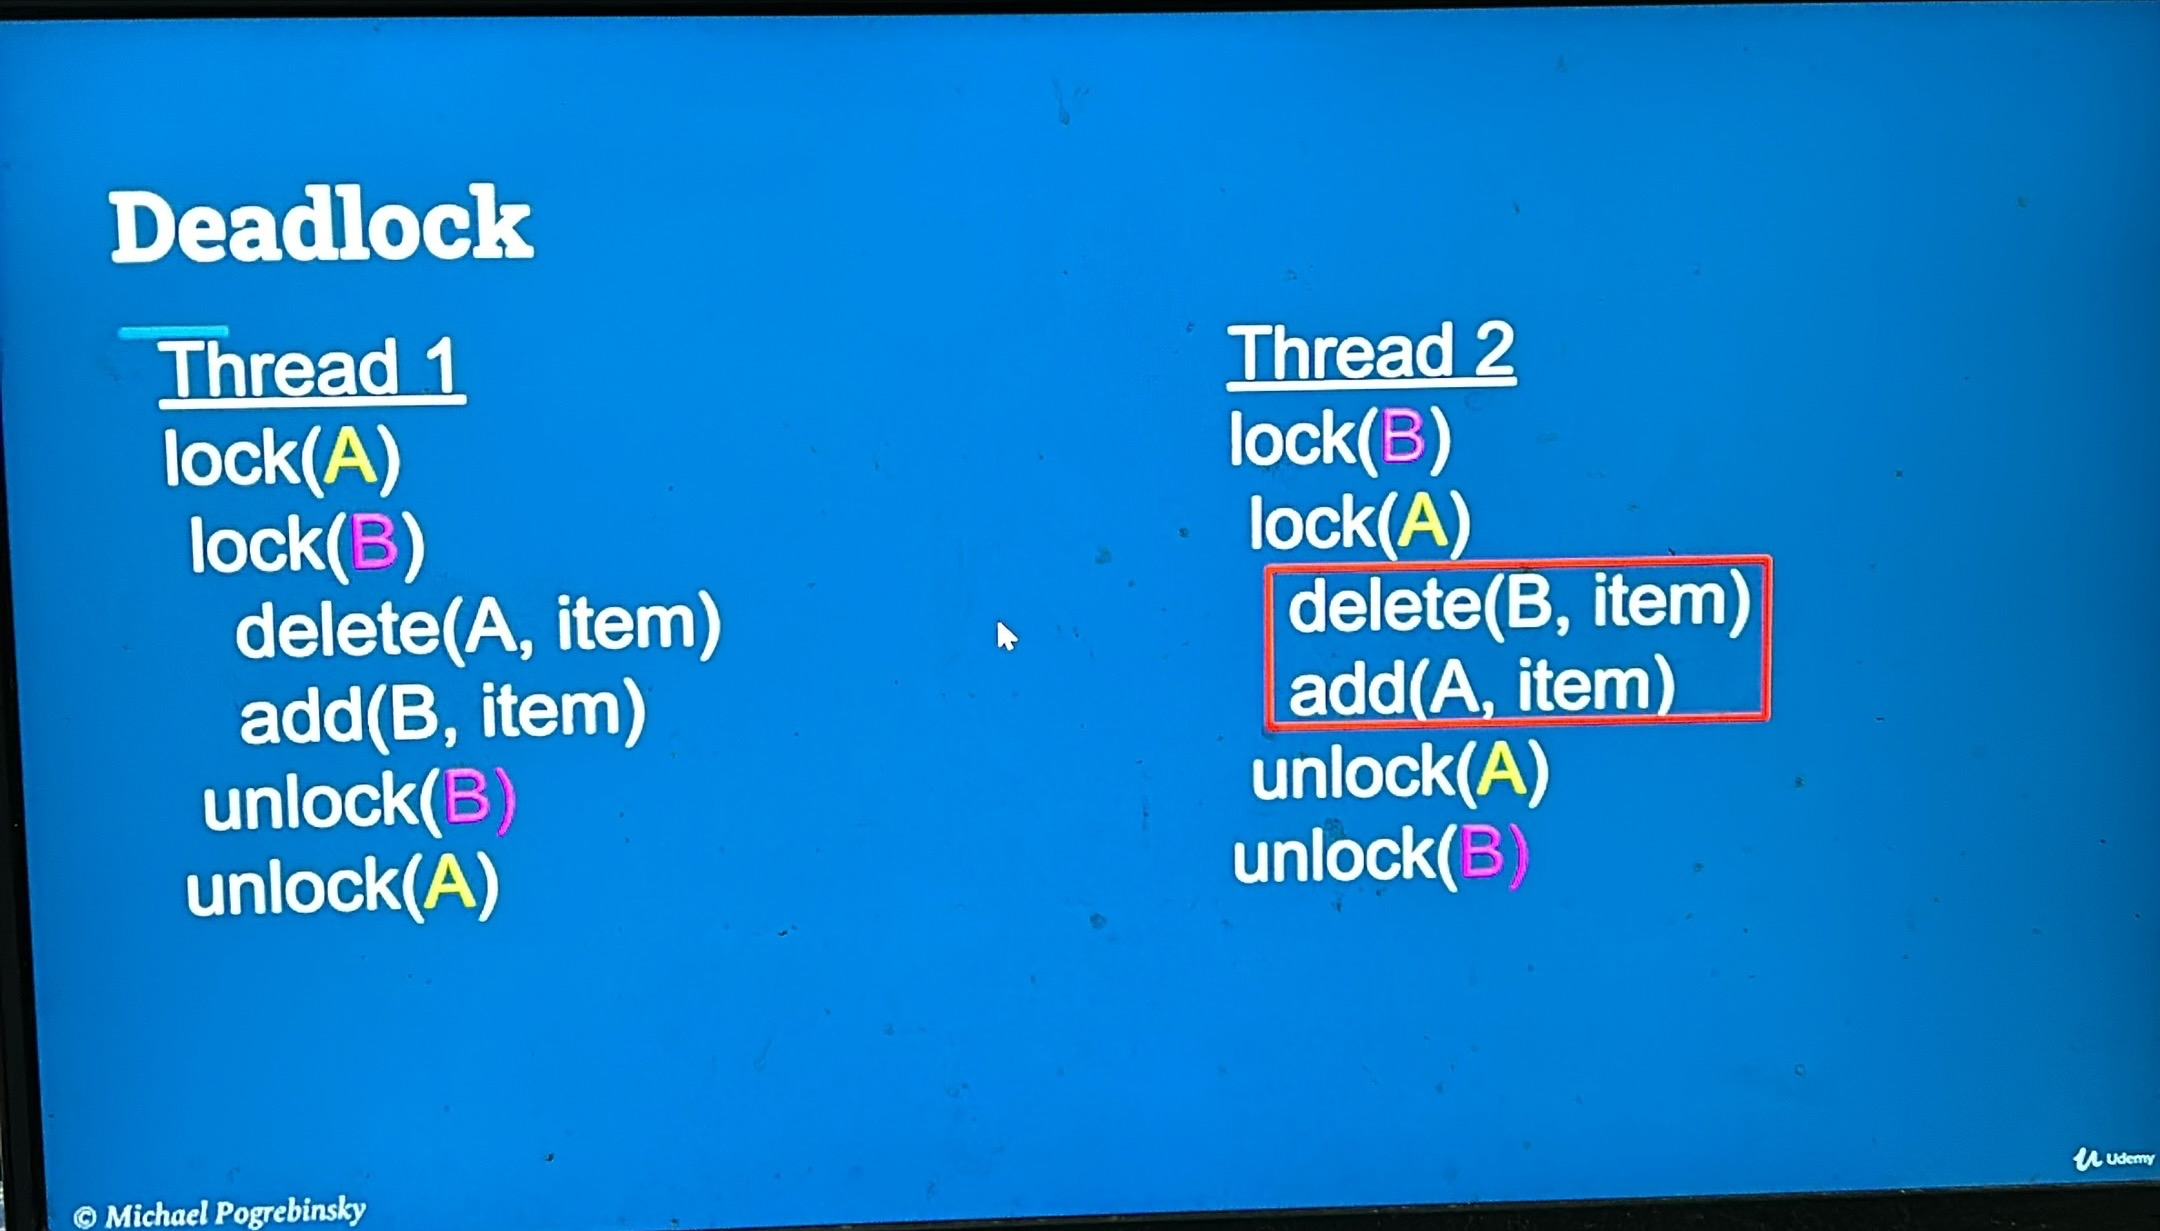 Deadlock
Thread 1
lock(A)
lock(B)
delete(A, item)
add(B, item)
unlock(B)
unlock(A)
Thread 2
lock(B)
lock(A)
delete(B, item)
add(A, item)
unlock(A)
unlock(B)
© Michael Pogrebinsky
Udemy